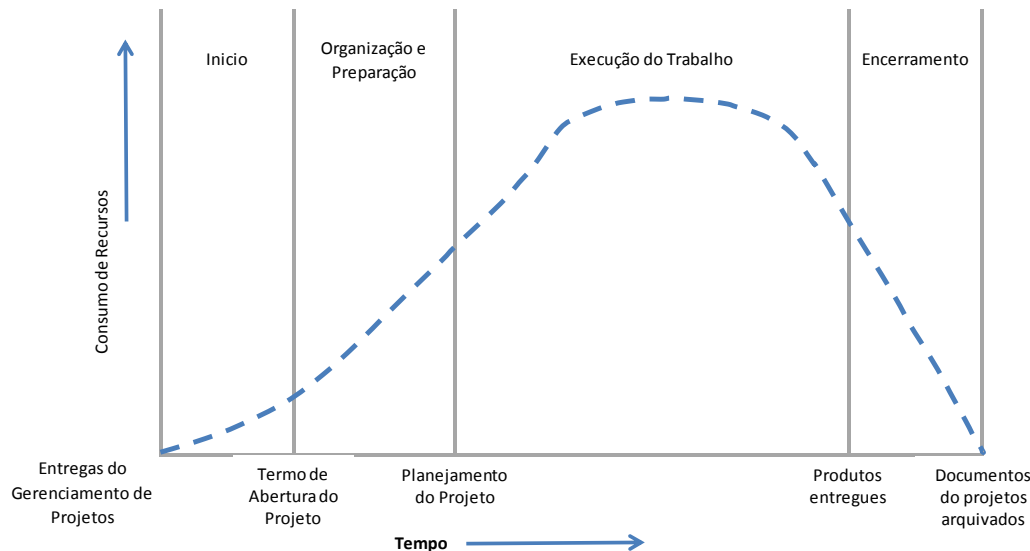 Inicio
Organização e
Preparação
Execução do Trabalho
Encerramento
Consumo de Recursos
Entregas do
Gerenciamento de
Projetos
Termo de
Abertura do
Projeto
Planejamento
do Projeto
Produtos
entregues
Documentos
do projetos
arquivados
Tempo